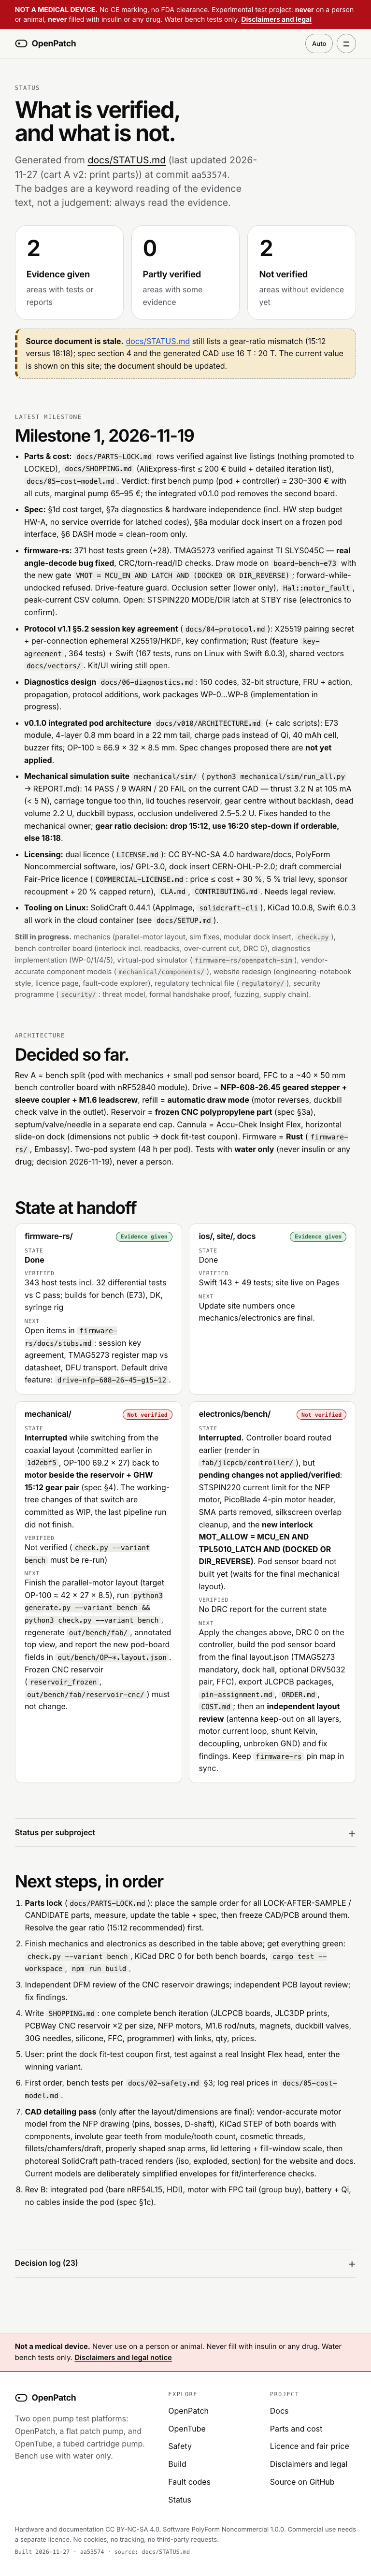 NOT A MEDICAL DEVICE. No CE marking, no FDA clearance. Experimental test project: never on a person
or animal, never filled with insulin or any drug. Water bench tests only. Disclaimers and legal
OpenPatch
Auto
STATUS
What is verified,
and what is not.
Generated from docs/STATUS.md (last updated 2026-
11-27 (cart A v2: print parts)) at commit aa53574.
The badges are a keyword reading of the evidence
text, not a judgement: always read the evidence.
2
Evidence given
areas with tests or
reports
0
Partly verified
areas with some
evidence
2
Not verified
areas without evidence
yet
Source document is stale. docs/STATUS.md still lists a gear-ratio mismatch (15:12
versus 18:18); spec section 4 and the generated CAD use 16 T : 20 T. The current value
is shown on this site; the document should be updated.
LATEST MILESTONE
Milestone 1, 2026-11-19
• Parts & cost: docs/PARTS-LOCK.md rows verified against live listings (nothing promoted to
LOCKED), docs/SHOPPING.md (AliExpress-first ≤ 200 € build + detailed iteration list),
docs/05-cost-model.md. Verdict: first bench pump (pod + controller) ≈ 230–300 € with
all cuts, marginal pump 65–95 €; the integrated v0.1.0 pod removes the second board.
• Spec: §1d cost target, §7a diagnostics & hardware independence (incl. HW step budget
HW-A, no service override for latched codes), §8a modular dock insert on a frozen pod
interface, §6 DASH mode = clean-room only.
• firmware-rs: 371 host tests green (+28). TMAG5273 verified against TI SLYS045C — real
angle-decode bug fixed, CRC/torn-read/ID checks. Draw mode on board-bench-e73 with
the new gate VMOT = MCU_EN AND LATCH AND (DOCKED OR DIR_REVERSE); forward-while-
undocked refused. Drive-feature guard. Occlusion setter (lower only), Hal::motor_fault,
peak-current CSV column. Open: STSPIN220 MODE/DIR latch at STBY rise (electronics to
confirm).
• Protocol v1.1 §5.2 session key agreement (docs/04-protocol.md): X25519 pairing secret
+ per-connection ephemeral X25519/HKDF, key confirmation; Rust (feature key-
agreement, 364 tests) + Swift (167 tests, runs on Linux with Swift 6.0.3), shared vectors
docs/vectors/. Kit/UI wiring still open.
• Diagnostics design docs/06-diagnostics.md: 150 codes, 32-bit structure, FRU + action,
propagation, protocol additions, work packages WP-0…WP-8 (implementation in
progress).
• v0.1.0 integrated pod architecture docs/v010/ARCHITECTURE.md (+ calc scripts): E73
module, 4-layer 0.8 mm board in a 22 mm tail, charge pads instead of Qi, 40 mAh cell,
buzzer fits; OP-100 ≈ 66.9 × 32 × 8.5 mm. Spec changes proposed there are not yet
applied.
• Mechanical simulation suite mechanical/sim/ (python3 mechanical/sim/run_all.py
→ REPORT.md): 14 PASS / 9 WARN / 20 FAIL on the current CAD — thrust 3.2 N at 105 mA
(< 5 N), carriage tongue too thin, lid touches reservoir, gear centre without backlash, dead
volume 2.2 U, duckbill bypass, occlusion undelivered 2.5–5.2 U. Fixes handed to the
mechanical owner; gear ratio decision: drop 15:12, use 16:20 step-down if orderable,
else 18:18.
• Licensing: dual licence (LICENSE.md): CC BY-NC-SA 4.0 hardware/docs, PolyForm
Noncommercial software, ios/ GPL-3.0, dock insert CERN-OHL-P-2.0; draft commercial
Fair-Price licence (COMMERCIAL-LICENSE.md: price ≤ cost + 30 %, 5 % trial levy, sponsor
recoupment + 20 % capped return), CLA.md, CONTRIBUTING.md. Needs legal review.
• Tooling on Linux: SolidCraft 0.44.1 (AppImage, solidcraft-cli), KiCad 10.0.8, Swift 6.0.3
all work in the cloud container (see docs/SETUP.md).
Still in progress. mechanics (parallel-motor layout, sim fixes, modular dock insert, check.py),
bench controller board (interlock incl. readbacks, over-current cut, DRC 0), diagnostics
implementation (WP-0/1/4/5), virtual-pod simulator (firmware-rs/openpatch-sim), vendor-
accurate component models (mechanical/components/), website redesign (engineering-notebook
style, licence page, fault-code explorer), regulatory technical file (regulatory/), security
programme (security/: threat model, formal handshake proof, fuzzing, supply chain).
ARCHITECTURE
Decided so far.
Rev A = bench split (pod with mechanics + small pod sensor board, FFC to a ~40 × 50 mm
bench controller board with nRF52840 module). Drive = NFP-608-26.45 geared stepper +
sleeve coupler + M1.6 leadscrew, refill = automatic draw mode (motor reverses, duckbill
check valve in the outlet). Reservoir = frozen CNC polypropylene part (spec §3a),
septum/valve/needle in a separate end cap. Cannula = Accu-Chek Insight Flex, horizontal
slide-on dock (dimensions not public → dock fit-test coupon). Firmware = Rust (firmware-
rs/, Embassy). Two-pod system (48 h per pod). Tests with water only (never insulin or any
drug; decision 2026-11-19), never a person.
State at handoff
firmware-rs/
Evidence given
STATE
Done
VERIFIED
343 host tests incl. 32 differential tests
vs C pass; builds for bench (E73), DK,
syringe rig
NEXT
Open items in firmware-
rs/docs/stubs.md: session key
agreement, TMAG5273 register map vs
datasheet, DFU transport. Default drive
feature: drive-nfp-608-26-45-g15-12.
ios/, site/, docs
Evidence given
STATE
Done
VERIFIED
Swift 143 + 49 tests; site live on Pages
NEXT
Update site numbers once
mechanics/electronics are final.
mechanical/
Not verified
STATE
Interrupted while switching from the
coaxial layout (committed earlier in
1d2ebf5, OP-100 69.2 × 27) back to
motor beside the reservoir + GHW
15:12 gear pair (spec §4). The working-
tree changes of that switch are
committed as WIP, the last pipeline run
did not finish.
VERIFIED
Not verified (check.py --variant
bench must be re-run)
NEXT
Finish the parallel-motor layout (target
OP-100 ≈ 42 × 27 × 8.5), run python3
generate.py --variant bench &&
python3 check.py --variant bench,
regenerate out/bench/fab/, annotated
top view, and report the new pod-board
fields in out/bench/OP-*.layout.json.
Frozen CNC reservoir
(reservoir_frozen,
out/bench/fab/reservoir-cnc/) must
not change.
electronics/bench/
Not verified
STATE
Interrupted. Controller board routed
earlier (render in
fab/jlcpcb/controller/), but
pending changes not applied/verified:
STSPIN220 current limit for the NFP
motor, PicoBlade 4-pin motor header,
SMA parts removed, silkscreen overlap
cleanup, and the new interlock
MOT_ALLOW = MCU_EN AND
TPL5010_LATCH AND (DOCKED OR
DIR_REVERSE). Pod sensor board not
built yet (waits for the final mechanical
layout).
VERIFIED
No DRC report for the current state
NEXT
Apply the changes above, DRC 0 on the
controller, build the pod sensor board
from the final layout.json (TMAG5273
mandatory, dock hall, optional DRV5032
pair, FFC), export JLCPCB packages,
pin-assignment.md, ORDER.md,
COST.md; then an independent layout
review (antenna keep-out on all layers,
motor current loop, shunt Kelvin,
decoupling, unbroken GND) and fix
findings. Keep firmware-rs pin map in
sync.
Status per subproject
Next steps, in order
1. Parts lock (docs/PARTS-LOCK.md): place the sample order for all LOCK-AFTER-SAMPLE /
CANDIDATE parts, measure, update the table + spec, then freeze CAD/PCB around them.
Resolve the gear ratio (15:12 recommended) first.
2. Finish mechanics and electronics as described in the table above; get everything green:
check.py --variant bench, KiCad DRC 0 for both bench boards, cargo test --
workspace, npm run build.
3. Independent DFM review of the CNC reservoir drawings; independent PCB layout review;
fix findings.
4. Write SHOPPING.md: one complete bench iteration (JLCPCB boards, JLC3DP prints,
PCBWay CNC reservoir ×2 per size, NFP motors, M1.6 rod/nuts, magnets, duckbill valves,
30G needles, silicone, FFC, programmer) with links, qty, prices.
5. User: print the dock fit-test coupon first, test against a real Insight Flex head, enter the
winning variant.
6. First order, bench tests per docs/02-safety.md §3; log real prices in docs/05-cost-
model.md.
7. CAD detailing pass (only after the layout/dimensions are final): vendor-accurate motor
model from the NFP drawing (pins, bosses, D-shaft), KiCad STEP of both boards with
components, involute gear teeth from module/tooth count, cosmetic threads,
fillets/chamfers/draft, properly shaped snap arms, lid lettering + fill-window scale, then
photoreal SolidCraft path-traced renders (iso, exploded, section) for the website and docs.
Current models are deliberately simplified envelopes for fit/interference checks.
8. Rev B: integrated pod (bare nRF54L15, HDI), motor with FPC tail (group buy), battery + Qi,
no cables inside the pod (spec §1c).
Decision log (23)
Not a medical device. Never use on a person or animal. Never fill with insulin or any drug. Water
bench tests only. Disclaimers and legal notice
OpenPatch
Two open pump test platforms:
OpenPatch, a flat patch pump, and
OpenTube, a tubed cartridge pump.
Bench use with water only.
EXPLORE
OpenPatch
OpenTube
Safety
Build
Fault codes
Status
PROJECT
Docs
Parts and cost
Licence and fair price
Disclaimers and legal
Source on GitHub
Hardware and documentation CC BY-NC-SA 4.0. Software PolyForm Noncommercial 1.0.0. Commercial use needs
a separate licence. No cookies, no tracking, no third-party requests.
Built 2026-11-27 · aa53574 · source: docs/STATUS.md